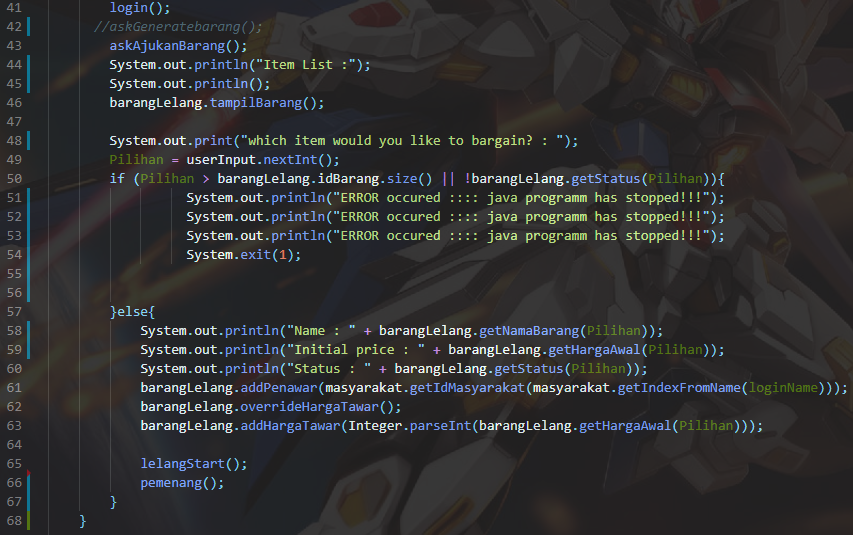 41 login();
42 //askGeneratebarang();
43 askAjukanBarang();
44 System.out.println("Item List :");
45 System.out.println();
46 barangLelang.tampilBarang();
47
48 System.out.print("which item would you like to bargain? : ");
49 Pilihan = userInput.nextInt();
50 if (Pilihan > barangLelang.idBarang.size() || !barangLelang.getStatus(Pilihan)){
51 System.out.println("ERROR occured :::: java programm has stopped!!!");
52 System.out.println("ERROR occured :::: java programm has stopped!!!");
53 System.out.println("ERROR occured :::: java programm has stopped!!!");
54 System.exit(1);
55
56
57 }else{
58 System.out.println("Name : " + barangLelang.getNamaBarang(Pilihan));
59 System.out.println("Initial price : " + barangLelang.getHargaAwal(Pilihan));
60 System.out.println("Status : " + barangLelang.getStatus(Pilihan));
61 barangLelang.addPenawar(masyarakat.getIdMasyarakat(masyarakat.getIndexFromName(loginName)));
62 barangLelang.overrideHargaTawar();
63 barangLelang.addHargaTawar(Integer.parseInt(barangLelang.getHargaAwal(Pilihan)));
64
65 lelangStart();
66 pemenang();
67 }
68 }